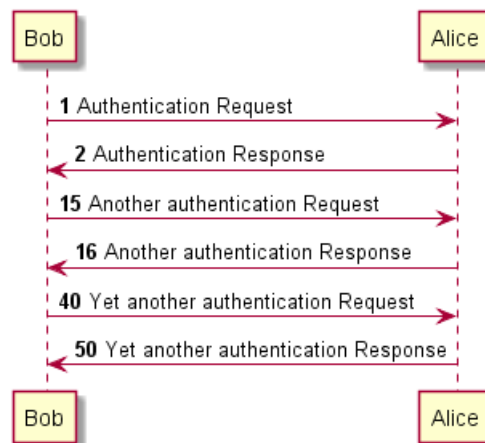 Bob Alice
1 Authentication Request
2 Authentication Response
15 Another authentication Request
16 Another authentication Response
40 Yet another authentication Request
50 Yet another authentication Response
Bob Alice